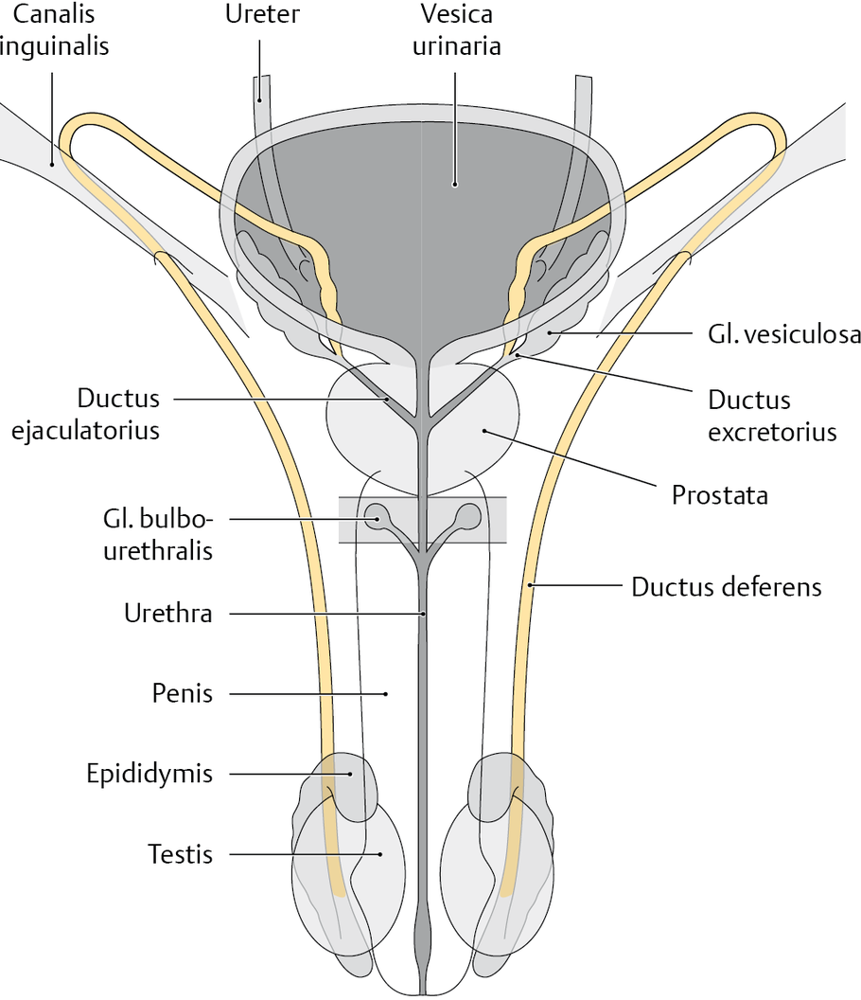 Canalis
inguinalis
Ureter
Vesica
urinaria
Gl. vesiculosa
Ductus
ejaculatorius
Ductus
excretorius
Prostata
Gl. bulbo-
urethralis
Ductus deferens
Urethra
Penis
Epididymis
Testis